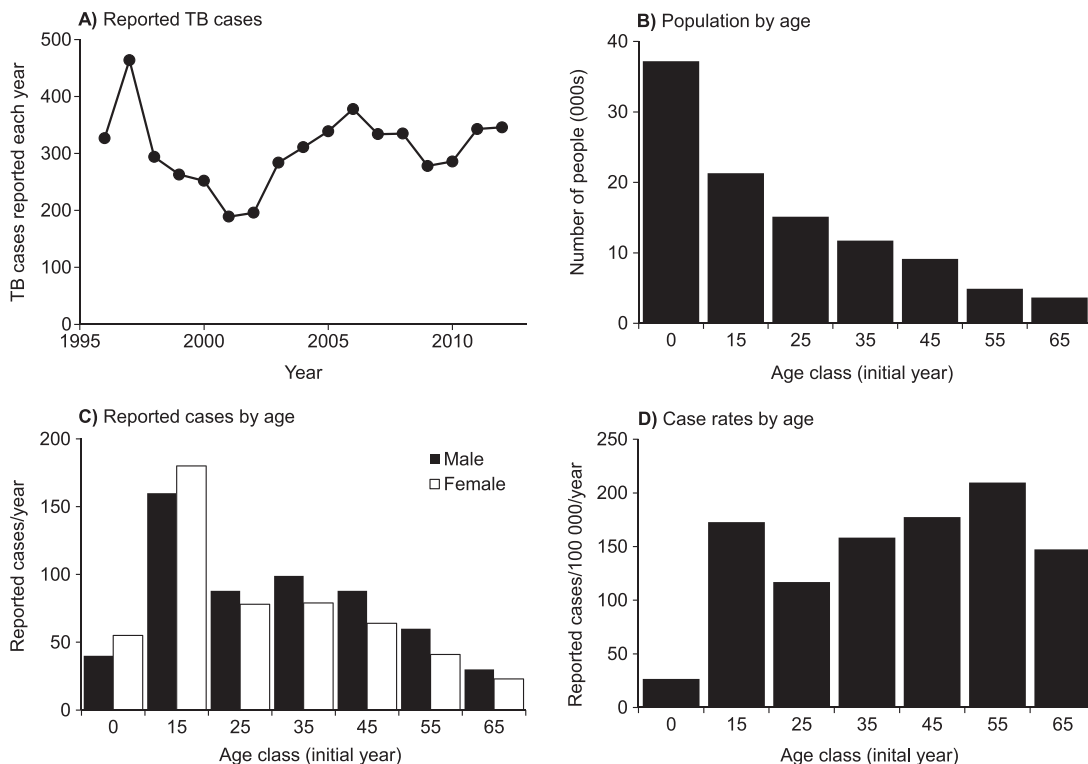 A) Reported TB cases
500
400
300
200
100
0
TB cases reported each year
1995 2000 2005 2010
Year
B) Population by age
40
30
20
10
0
Number of people (000s)
0 15 25 35 45 55 65
Age class (initial year)
C) Reported cases by age
200
150
100
50
0
Reported cases/year
Male
Female
0 15 25 35 45 55 65
Age class (initial year)
D) Case rates by age
250
200
150
100
50
0
Reported cases/100 000/year
0 15 25 35 45 55 65
Age class (inital year)